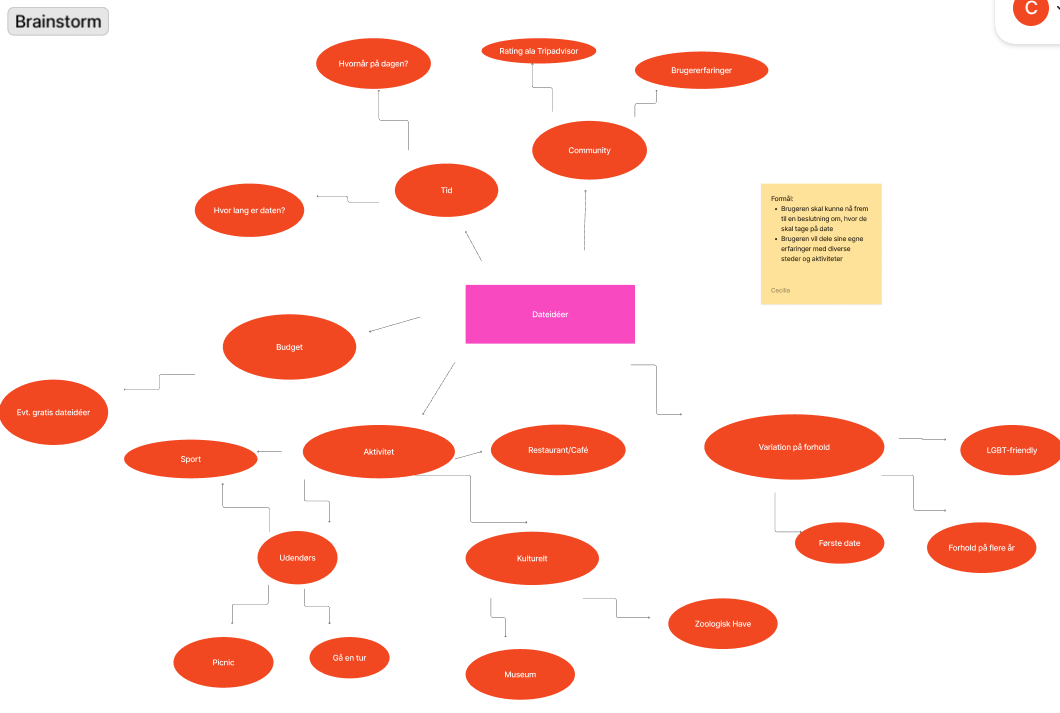 Brainstorm
C
Hvornår på dagen?
Rating ala Tripadvisor
Brugererfaringer
Community
Tid
Hvor lang er daten?
Formål:
Brugeren skal kunne nå frem
til en beslutning om, hvor de
skal tage på date
Brugeren vil dele sine egne
erfaringer med diverse
steder og aktiviteter
Cecilia
Dateidéer
Budget
Evt. gratis dateidéer
Sport
Aktivitet
Restaurant/Café
Variation på forhold
LGBT-friendly
Udendørs
Kulturelt
Første date
Forhold på flere år
Zoologisk Have
Picnic
Gå en tur
Museum